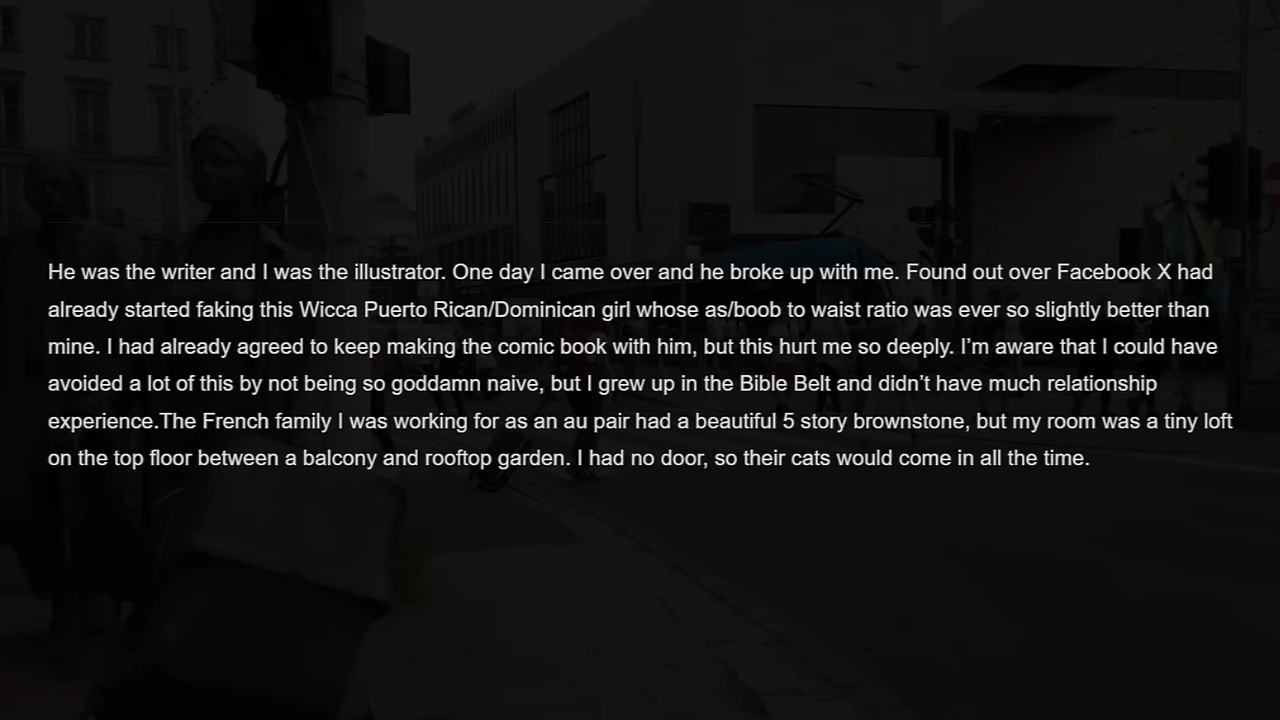 He was the writer and I was the illustrator. One day I came over and he broke up with me. Found out over Facebook X had
already started faking this Wicca Puerto Rican/Dominican girl whose as/boob to waist ratio was ever so slightly better than
mine. I had already agreed to keep making the comic book with him, but this hurt me so deeply. I’m aware that I could have
avoided a lot of this by not being so goddamn naive, but I grew up in the Bible Belt and didn’t have much relationship
experience.The French family I was working for as an au pair had a beautiful 5 story brownstone, but my room was a tiny loft
on the top floor between a balcony and rooftop garden. I had no door, so their cats would come in all the time.